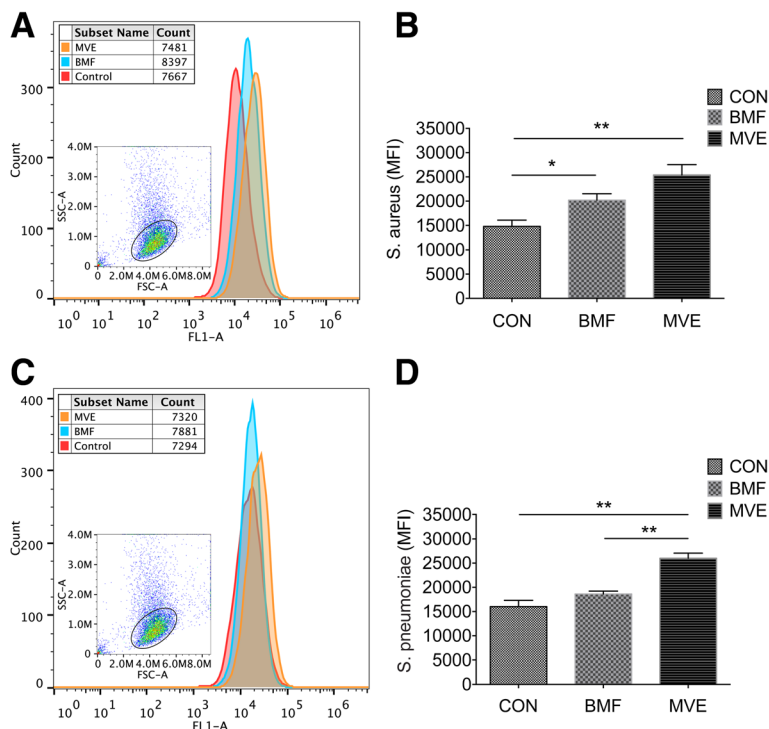 A
Subset Name Count
MVE 7481
BMF 8397
Control 7667
300
200
100
0
Count
10^0 10^1 10^2 10^3 10^4 10^5 10^6
FL1-A
4.0M
3.0M
2.0M
1.0M
0
SSC-A
0 2.0M 4.0M 6.0M 8.0M
FSC-A
B
CON
BMF
MVE
35000
30000
25000
20000
15000
10000
5000
0
S. aureus (MFI)
**
*
CON BMF MVE
C
Subset Name Count
MVE 7320
BMF 7881
Control 7294
400
300
200
100
0
Count
10^0 10^1 10^2 10^3 10^4 10^5 10^6
FL1-A
4.0M
3.0M
2.0M
1.0M
0
SSC-A
0 2.0M 4.0M 6.0M 8.0M
FSC-A
D
CON
BMF
MVE
35000
30000
25000
20000
15000
10000
5000
0
S. pneumoniae (MFI)
**
**
CON BMF MVE